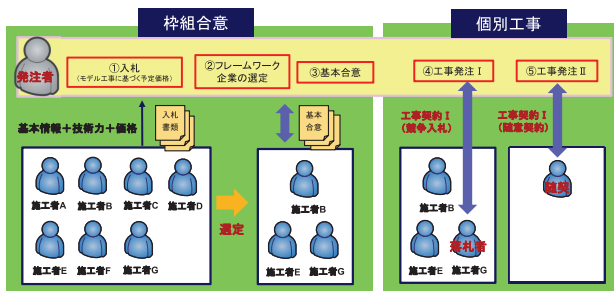 枠組合意
個別工事
発注者
①入札
(モデル工事に基づく予定価格)
②フレームワーク
企業の選定
③基本合意
④工事発注Ⅰ
⑤工事発注Ⅱ
基本情報+技術力+価格
入札
書類
基本
合意
工事契約Ⅰ
(競争入札)
工事契約Ⅰ
(随意契約)
施工者A
施工者B
施工者C
施工者D
施工者E
施工者F
施工者G
選定
施工者B
施工者E
施工者G
施工者B
落札者
施工者E
施工者G
随契